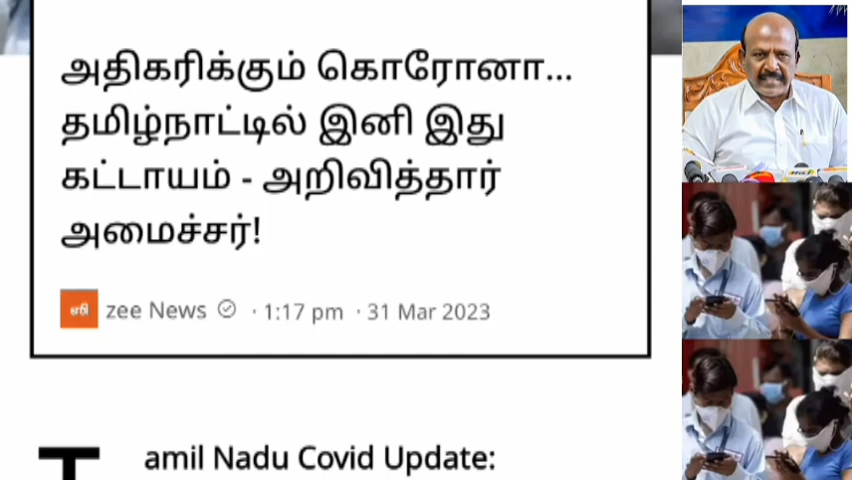 அதிகரிக்கும் கொரோனா...
தமிழ்நாட்டில் இனி இது
கட்டாயம் - அறிவித்தார்
அமைச்சர்!
zee News · 1:17 pm · 31 Mar 2023
Tamil Nadu Covid Update: